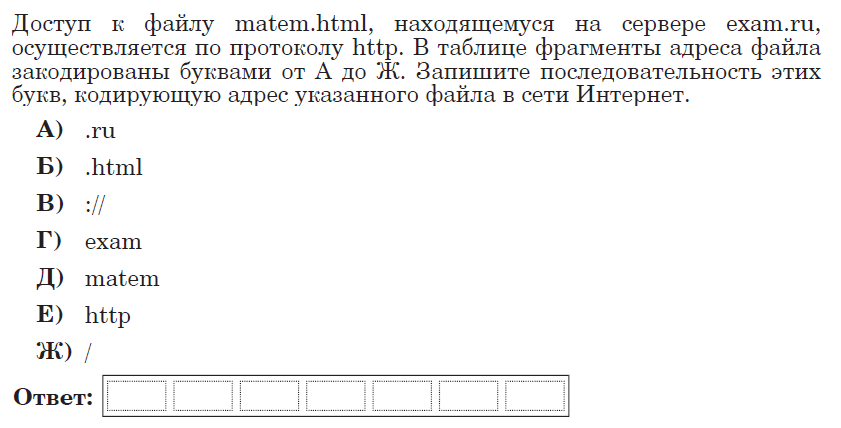 Доступ к файлу matem.html, находящемуся на сервере exam.ru,
осуществляется по протоколу http. В таблице фрагменты адреса файла
закодированы буквами от А до Ж. Запишите последовательность этих
букв, кодирующую адрес указанного файла в сети Интернет.
А) .ru
Б) .html
В) ://
Г) exam
Д) matem
Е) http
Ж) /
Ответ: